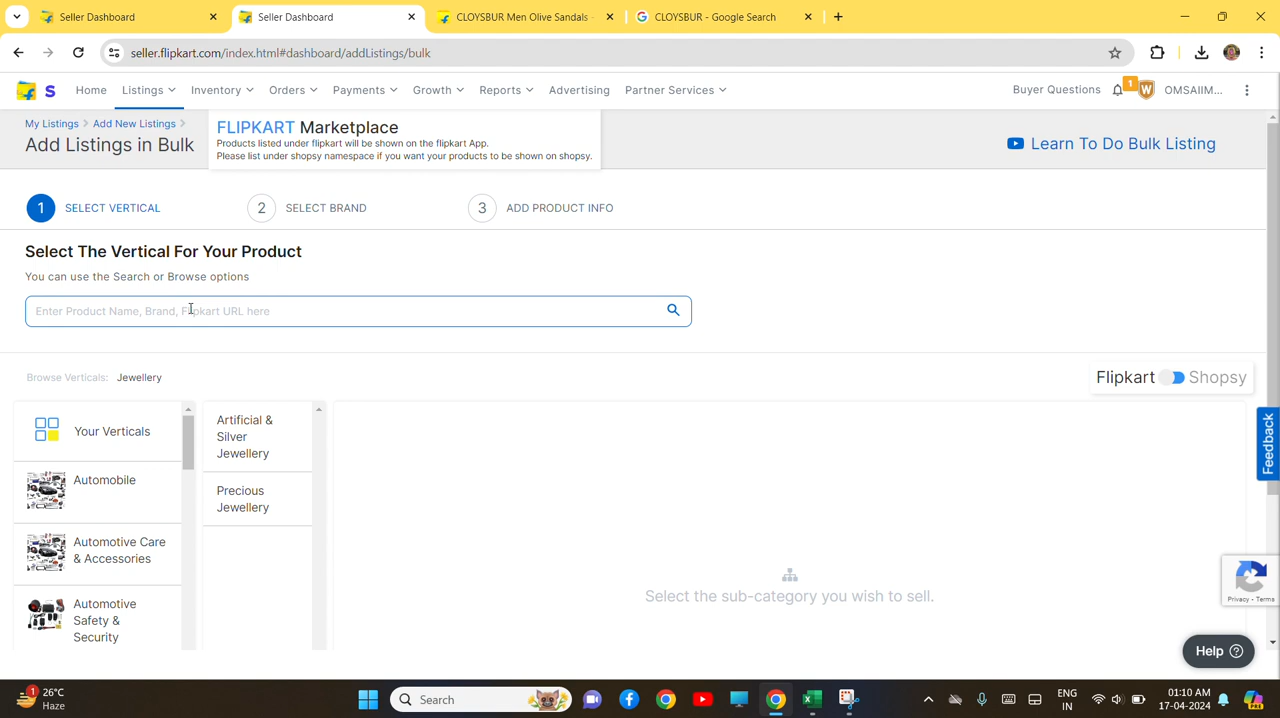 Seller Dashboard
Seller Dashboard
CLOYSBUR Men Olive Sandals -
CLOYSBUR - Google Search
seller.flipkart.com/index.html#dashboard/addListings/bulk
Home Listings Inventory Orders Payments Growth Reports Advertising Partner Services
Buyer Questions 1 W OMSAIIM...
My Listings Add New Listings
Add Listings in Bulk
FLIPKART Marketplace
Products listed under flipkart will be shown on the flipkart App.
Please list under shopsy namespace if you want your products to be shown on shopsy.
Learn To Do Bulk Listing
1 SELECT VERTICAL 2 SELECT BRAND 3 ADD PRODUCT INFO
Select The Vertical For Your Product
You can use the Search or Browse options
Enter Product Name, Brand, Flipkart URL here
Browse Verticals: Jewellery
Flipkart Shopsy
Your Verticals
Automobile
Automotive Care
& Accessories
Automotive
Safety &
Security
Artificial &
Silver
Jewellery
Precious
Jewellery
Select the sub-category you wish to sell.
Feedback
Privacy - Terms
Help
1
26°C
Haze
Search
ENG
IN
01:10 AM
17-04-2024